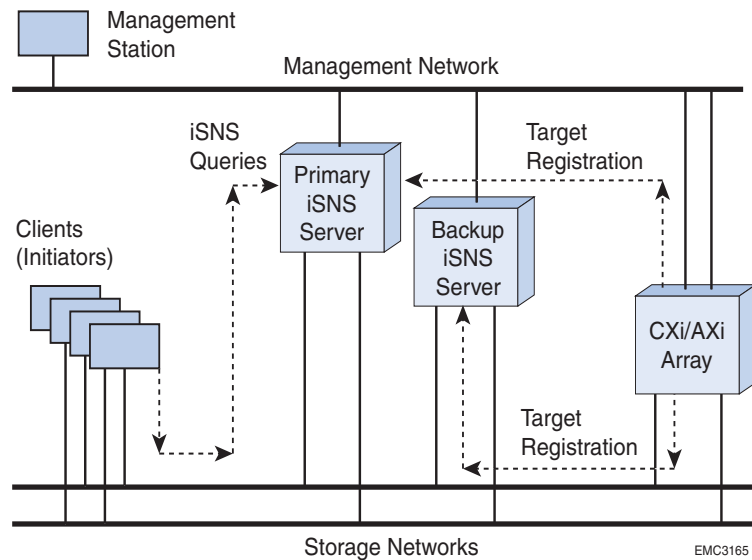 Management
Station
Management Network
iSNS
Queries
Target
Registration
Primary
iSNS
Server
Backup
iSNS
Server
Clients
(Initiators)
CXi/AXi
Array
Target
Registration
Storage Networks
EMC3165